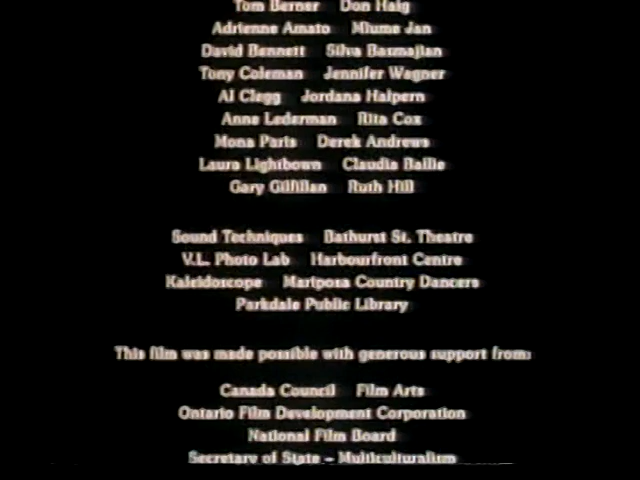 Tom Berner Don Haig
Adrienne Amato Miume Jan
David Bennett Silva Basmajian
Tony Coleman Jennifer Wagner
Al Clegg Jordana Halpern
Anne Lederman Rita Cox
Mona Paris Derek Andrews
Laura Lightbown Claudia Bailie
Gary Gilfillan Ruth Hill
Sound Techniques Bathurst St. Theatre
V.L. Photo Lab Harbourfront Centre
Kaleidoscope Mariposa Country Dancers
Parkdale Public Library
This film was made possible with generous support from:
Canada Council Film Arts
Ontario Film Development Corporation
National Film Board
Secretary of State - Multiculturalism